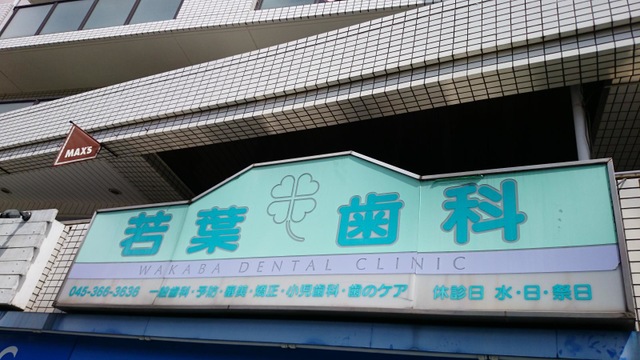 MAX5
若葉歯科
WAKABA DENTAL CLINIC
045-366-3636 一般歯科・予防・審美・矯正・小児歯科・歯のケア 休診日 水・日・祭日